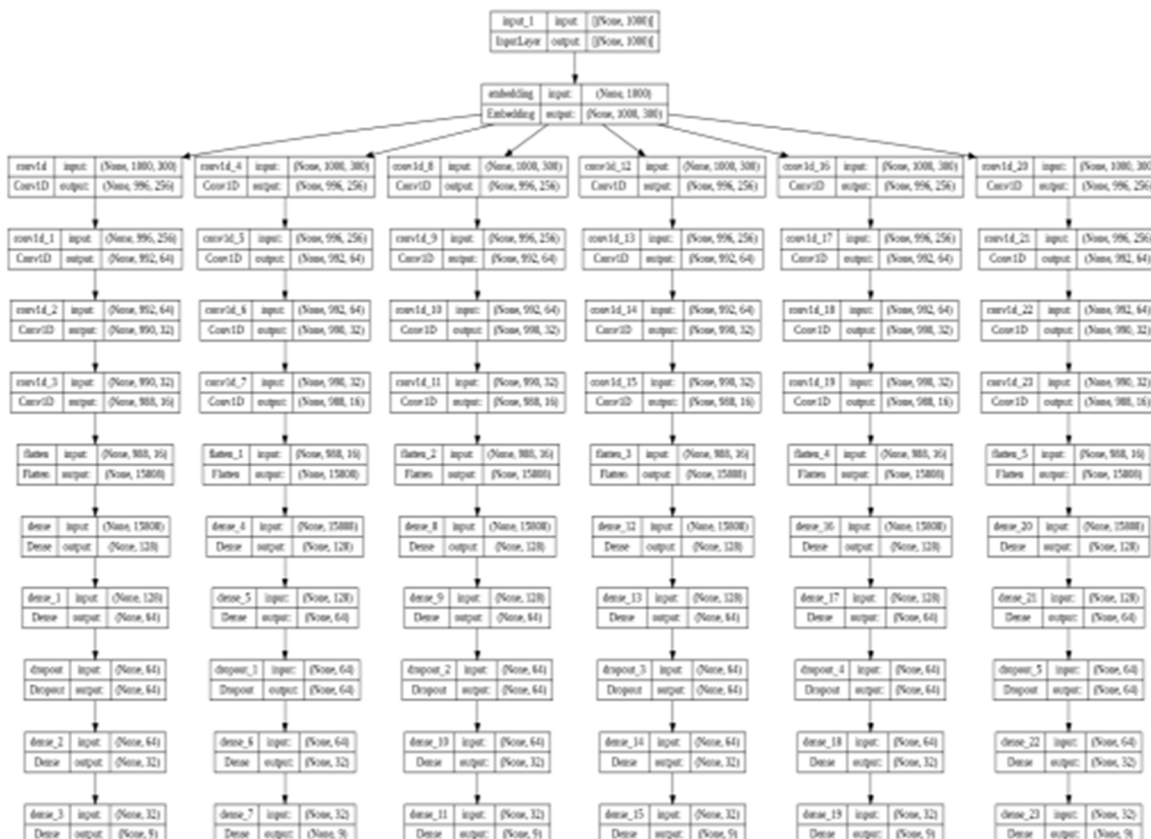 input_1 input: [(None, 1000)]
InputLayer output: [(None, 1000)]
embedding input: (None, 1000)
Embedding output: (None, 1000, 300)
conv1d input: (None, 1000, 300) conv1d_4 input: (None, 1000, 300) conv1d_8 input: (None, 1000, 300) conv1d_12 input: (None, 1000, 300) conv1d_16 input: (None, 1000, 300) conv1d_20 input: (None, 1000, 300
Conv1D output: (None, 996, 256) Conv1D output: (None, 996, 256) Conv1D output: (None, 996, 256) Conv1D output: (None, 996, 256) Conv1D output: (None, 996, 256) Conv1D output: (None, 996, 256)
conv1d_1 input: (None, 996, 256) conv1d_5 input: (None, 996, 256) conv1d_9 input: (None, 996, 256) conv1d_13 input: (None, 996, 256) conv1d_17 input: (None, 996, 256) conv1d_21 input: (None, 996, 256)
Conv1D output: (None, 992, 64) Conv1D output: (None, 992, 64) Conv1D output: (None, 992, 64) Conv1D output: (None, 992, 64) Conv1D output: (None, 992, 64) Conv1D output: (None, 992, 64)
conv1d_2 input: (None, 992, 64) conv1d_6 input: (None, 992, 64) conv1d_10 input: (None, 992, 64) conv1d_14 input: (None, 992, 64) conv1d_18 input: (None, 992, 64) conv1d_22 input: (None, 992, 64)
Conv1D output: (None, 990, 32) Conv1D output: (None, 990, 32) Conv1D output: (None, 990, 32) Conv1D output: (None, 990, 32) Conv1D output: (None, 990, 32) Conv1D output: (None, 990, 32)
conv1d_3 input: (None, 990, 32) conv1d_7 input: (None, 990, 32) conv1d_11 input: (None, 990, 32) conv1d_15 input: (None, 990, 32) conv1d_19 input: (None, 990, 32) conv1d_23 input: (None, 990, 32)
Conv1D output: (None, 988, 16) Conv1D output: (None, 988, 16) Conv1D output: (None, 988, 16) Conv1D output: (None, 988, 16) Conv1D output: (None, 988, 16) Conv1D output: (None, 988, 16)
flatten input: (None, 988, 16) flatten_1 input: (None, 988, 16) flatten_2 input: (None, 988, 16) flatten_3 input: (None, 988, 16) flatten_4 input: (None, 988, 16) flatten_5 input: (None, 988, 16)
Flatten output: (None, 15808) Flatten output: (None, 15808) Flatten output: (None, 15808) Flatten output: (None, 15808) Flatten output: (None, 15808) Flatten output: (None, 15808)
dense input: (None, 15808) dense_4 input: (None, 15808) dense_8 input: (None, 15808) dense_12 input: (None, 15808) dense_16 input: (None, 15808) dense_20 input: (None, 15808)
Dense output: (None, 128) Dense output: (None, 128) Dense output: (None, 128) Dense output: (None, 128) Dense output: (None, 128) Dense output: (None, 128)
dense_1 input: (None, 128) dense_5 input: (None, 128) dense_9 input: (None, 128) dense_13 input: (None, 128) dense_17 input: (None, 128) dense_21 input: (None, 128)
Dense output: (None, 64) Dense output: (None, 64) Dense output: (None, 64) Dense output: (None, 64) Dense output: (None, 64) Dense output: (None, 64)
dropout input: (None, 64) dropout_1 input: (None, 64) dropout_2 input: (None, 64) dropout_3 input: (None, 64) dropout_4 input: (None, 64) dropout_5 input: (None, 64)
Dropout output: (None, 64) Dropout output: (None, 64) Dropout output: (None, 64) Dropout output: (None, 64) Dropout output: (None, 64) Dropout output: (None, 64)
dense_2 input: (None, 64) dense_6 input: (None, 64) dense_10 input: (None, 64) dense_14 input: (None, 64) dense_18 input: (None, 64) dense_22 input: (None, 64)
Dense output: (None, 32) Dense output: (None, 32) Dense output: (None, 32) Dense output: (None, 32) Dense output: (None, 32) Dense output: (None, 32)
dense_3 input: (None, 32) dense_7 input: (None, 32) dense_11 input: (None, 32) dense_15 input: (None, 32) dense_19 input: (None, 32) dense_23 input: (None, 32)
Dense output: (None, 9) Dense output: (None, 9) Dense output: (None, 9) Dense output: (None, 9) Dense output: (None, 9) Dense output: (None, 9)